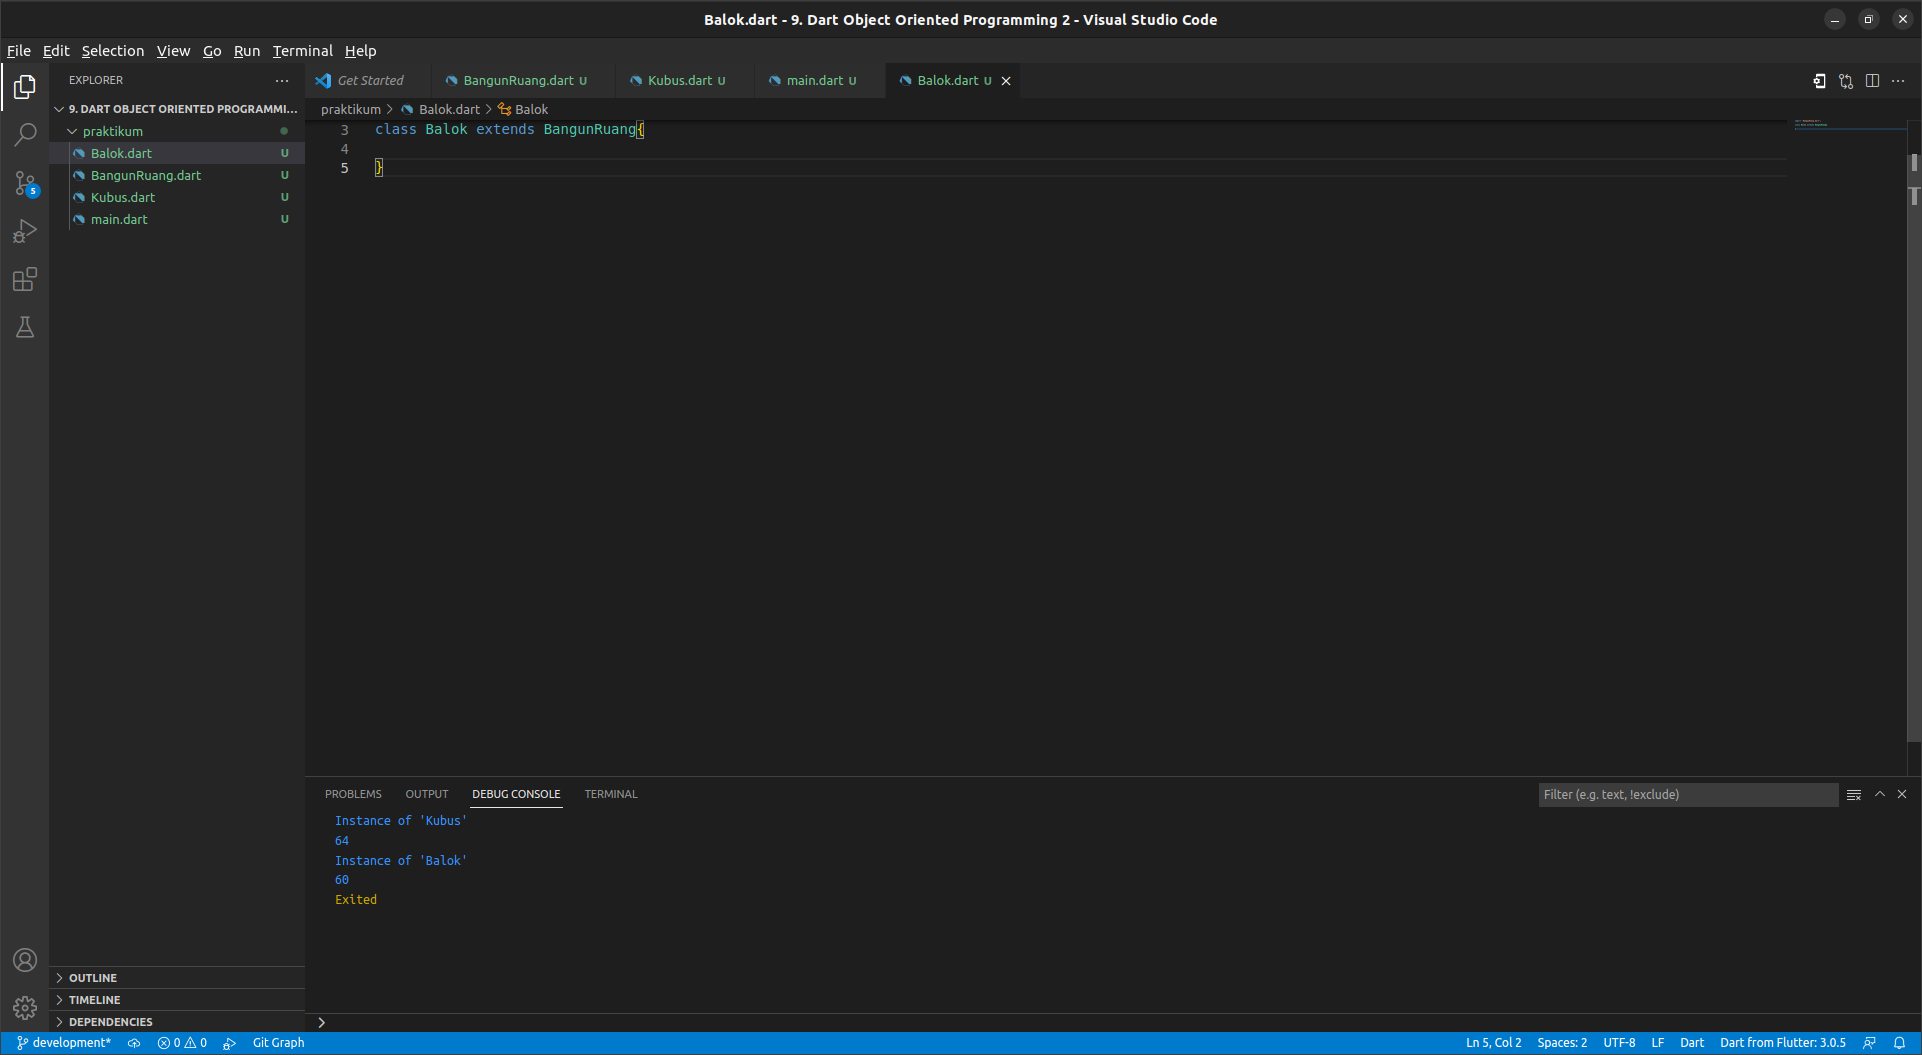 Balok.dart - 9. Dart Object Oriented Programming 2 - Visual Studio Code
File Edit Selection View Go Run Terminal Help
EXPLORER
Get Started
BangunRuang.dart U
Kubus.dart U
main.dart U
Balok.dart U
9. DART OBJECT ORIENTED PROGRAMMI...
praktikum
Balok.dart U
BangunRuang.dart U
Kubus.dart U
main.dart U
5
praktikum > Balok.dart > Balok
3 class Balok extends BangunRuang{
4
5 }
PROBLEMS OUTPUT DEBUG CONSOLE TERMINAL
Filter (e.g. text, !exclude)
Instance of 'Kubus'
64
Instance of 'Balok'
60
Exited
OUTLINE
TIMELINE
DEPENDENCIES
development* 0 0 Git Graph
Ln 5, Col 2 Spaces: 2 UTF-8 LF Dart Dart from Flutter: 3.0.5